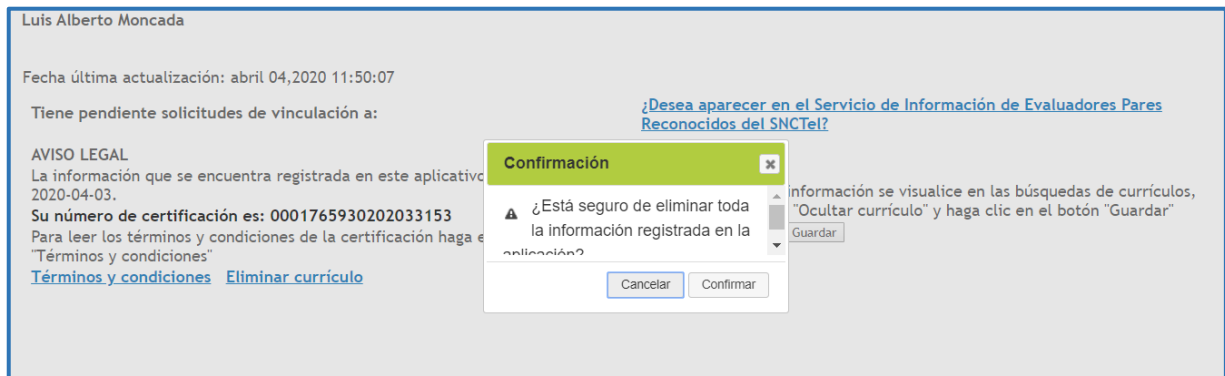 Luis Alberto Moncada
Fecha última actualización: abril 04,2020 11:50:07
Tiene pendiente solicitudes de vinculación a:
¿Desea aparecer en el Servicio de Información de Evaluadores Pares
Reconocidos del SNCTeI?
AVISO LEGAL
La información que se encuentra registrada en este aplicativo
2020-04-03.
Su número de certificación es: 0001765930202033153
Para leer los términos y condiciones de la certificación haga
"Términos y condiciones"
Términos y condiciones Eliminar currículo
información se visualice en las búsquedas de currículos,
"Ocultar currículo" y haga clic en el botón "Guardar"
Guardar
Confirmación
¿Está seguro de eliminar toda
la información registrada en la
aplicación?
Cancelar Confirmar